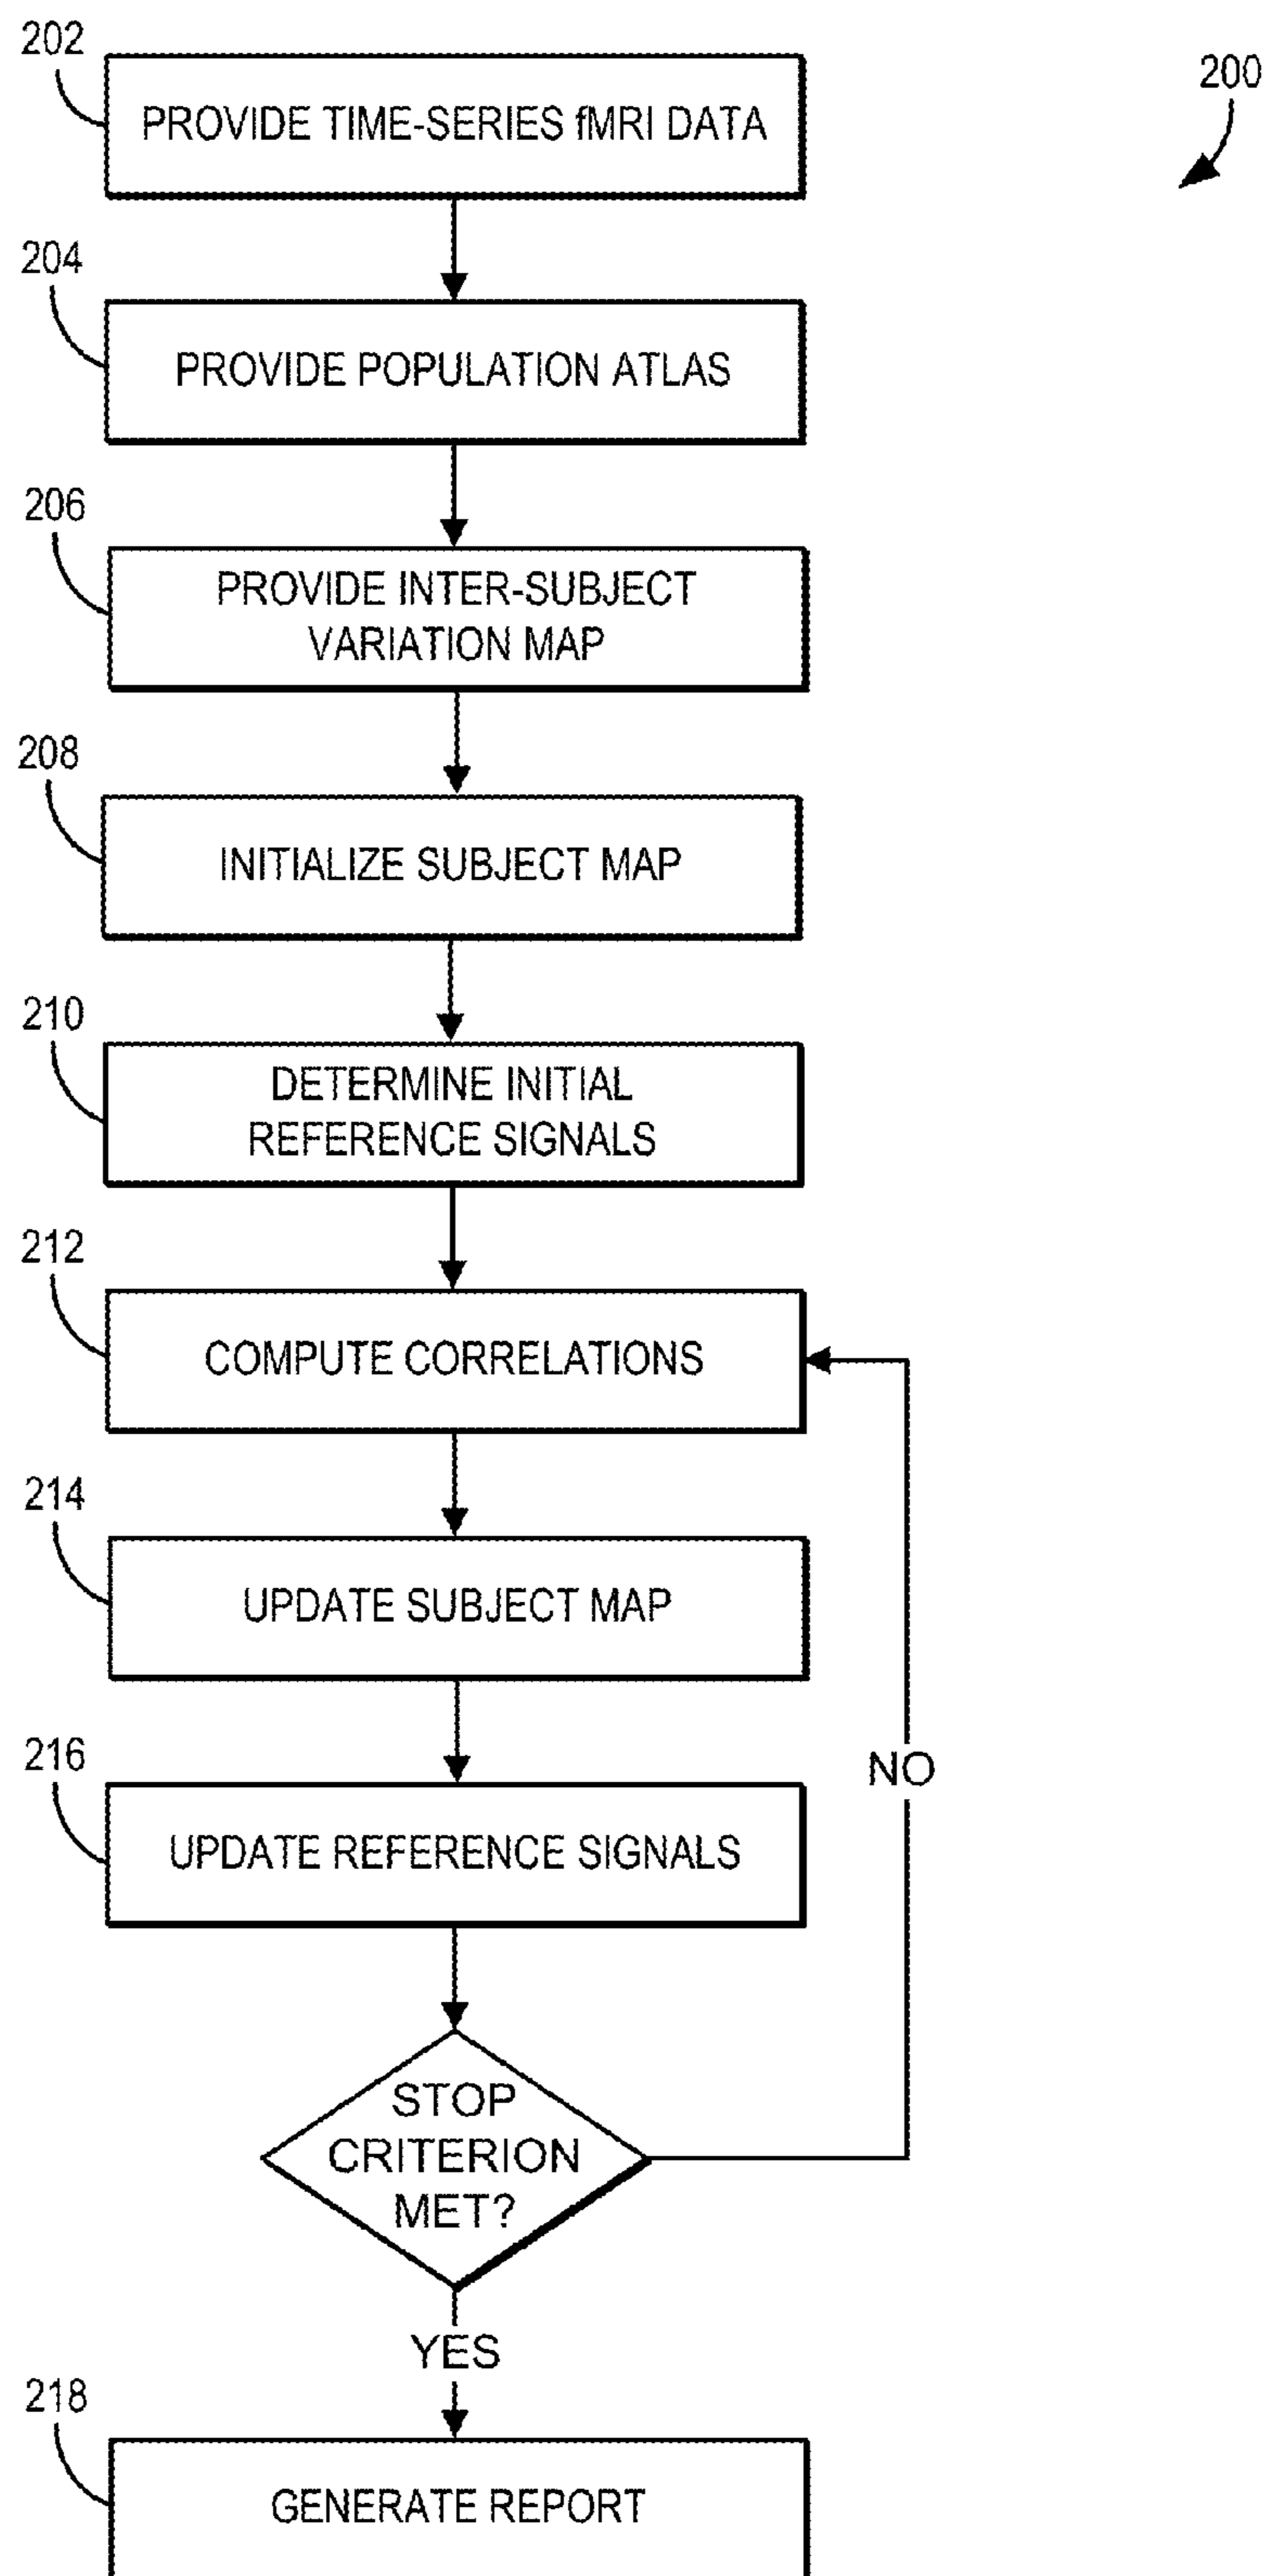 202
200
PROVIDE TIME-SERIES fMRI DATA
204
PROVIDE POPULATION ATLAS
206
PROVIDE INTER-SUBJECT
VARIATION MAP
208
INITIALIZE SUBJECT MAP
210
DETERMINE INITIAL
REFERENCE SIGNALS
212
COMPUTE CORRELATIONS
214
UPDATE SUBJECT MAP
216
NO
UPDATE REFERENCE SIGNALS
STOP
CRITERION
MET?
YES
218
GENERATE REPORT